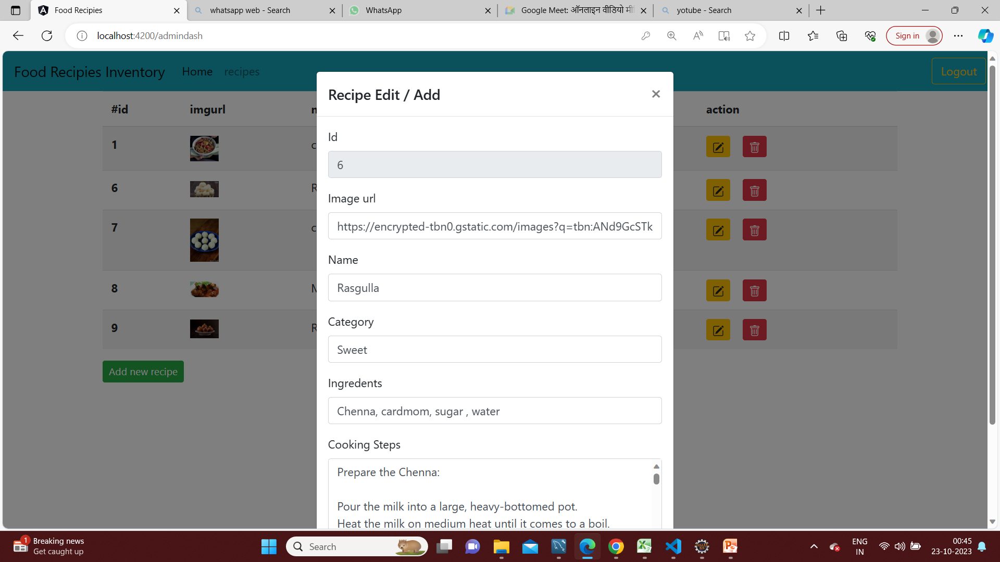 Food Recipies
whatsapp web - Search
WhatsApp
Google Meet: ऑनलाइन वीडियो
yotube - Search
localhost:4200/admindash
Sign in
Food Recipies Inventory Home recipes
Logout
Recipe Edit / Add
#id imgurl action
1
6
7
8
9
Add new recipe
Id
6
Image url
https://encrypted-tbn0.gstatic.com/images?q=tbn:ANd9GcSTk
Name
Rasgulla
Category
Sweet
Ingredents
Chenna, cardmom, sugar , water
Cooking Steps
Prepare the Chenna:
Pour the milk into a large, heavy-bottomed pot.
Heat the milk on medium heat until it comes to a boil.
1
Breaking news
Get caught up
Search
ENG
IN
00:45
23-10-2023